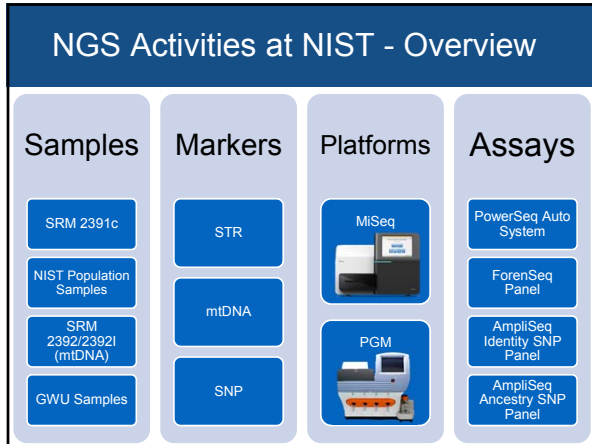 NGS Activities at NIST - Overview
Samples
SRM 2391c
NIST Population
Samples
SRM
2392/2392I
(mtDNA)
GWU Samples
Markers
STR
mtDNA
SNP
Platforms
MiSeq
PGM
Assays
PowerSeq Auto
System
ForenSeq
Panel
AmpliSeq
Identity SNP
Panel
AmpliSeq
Ancestry SNP
Panel